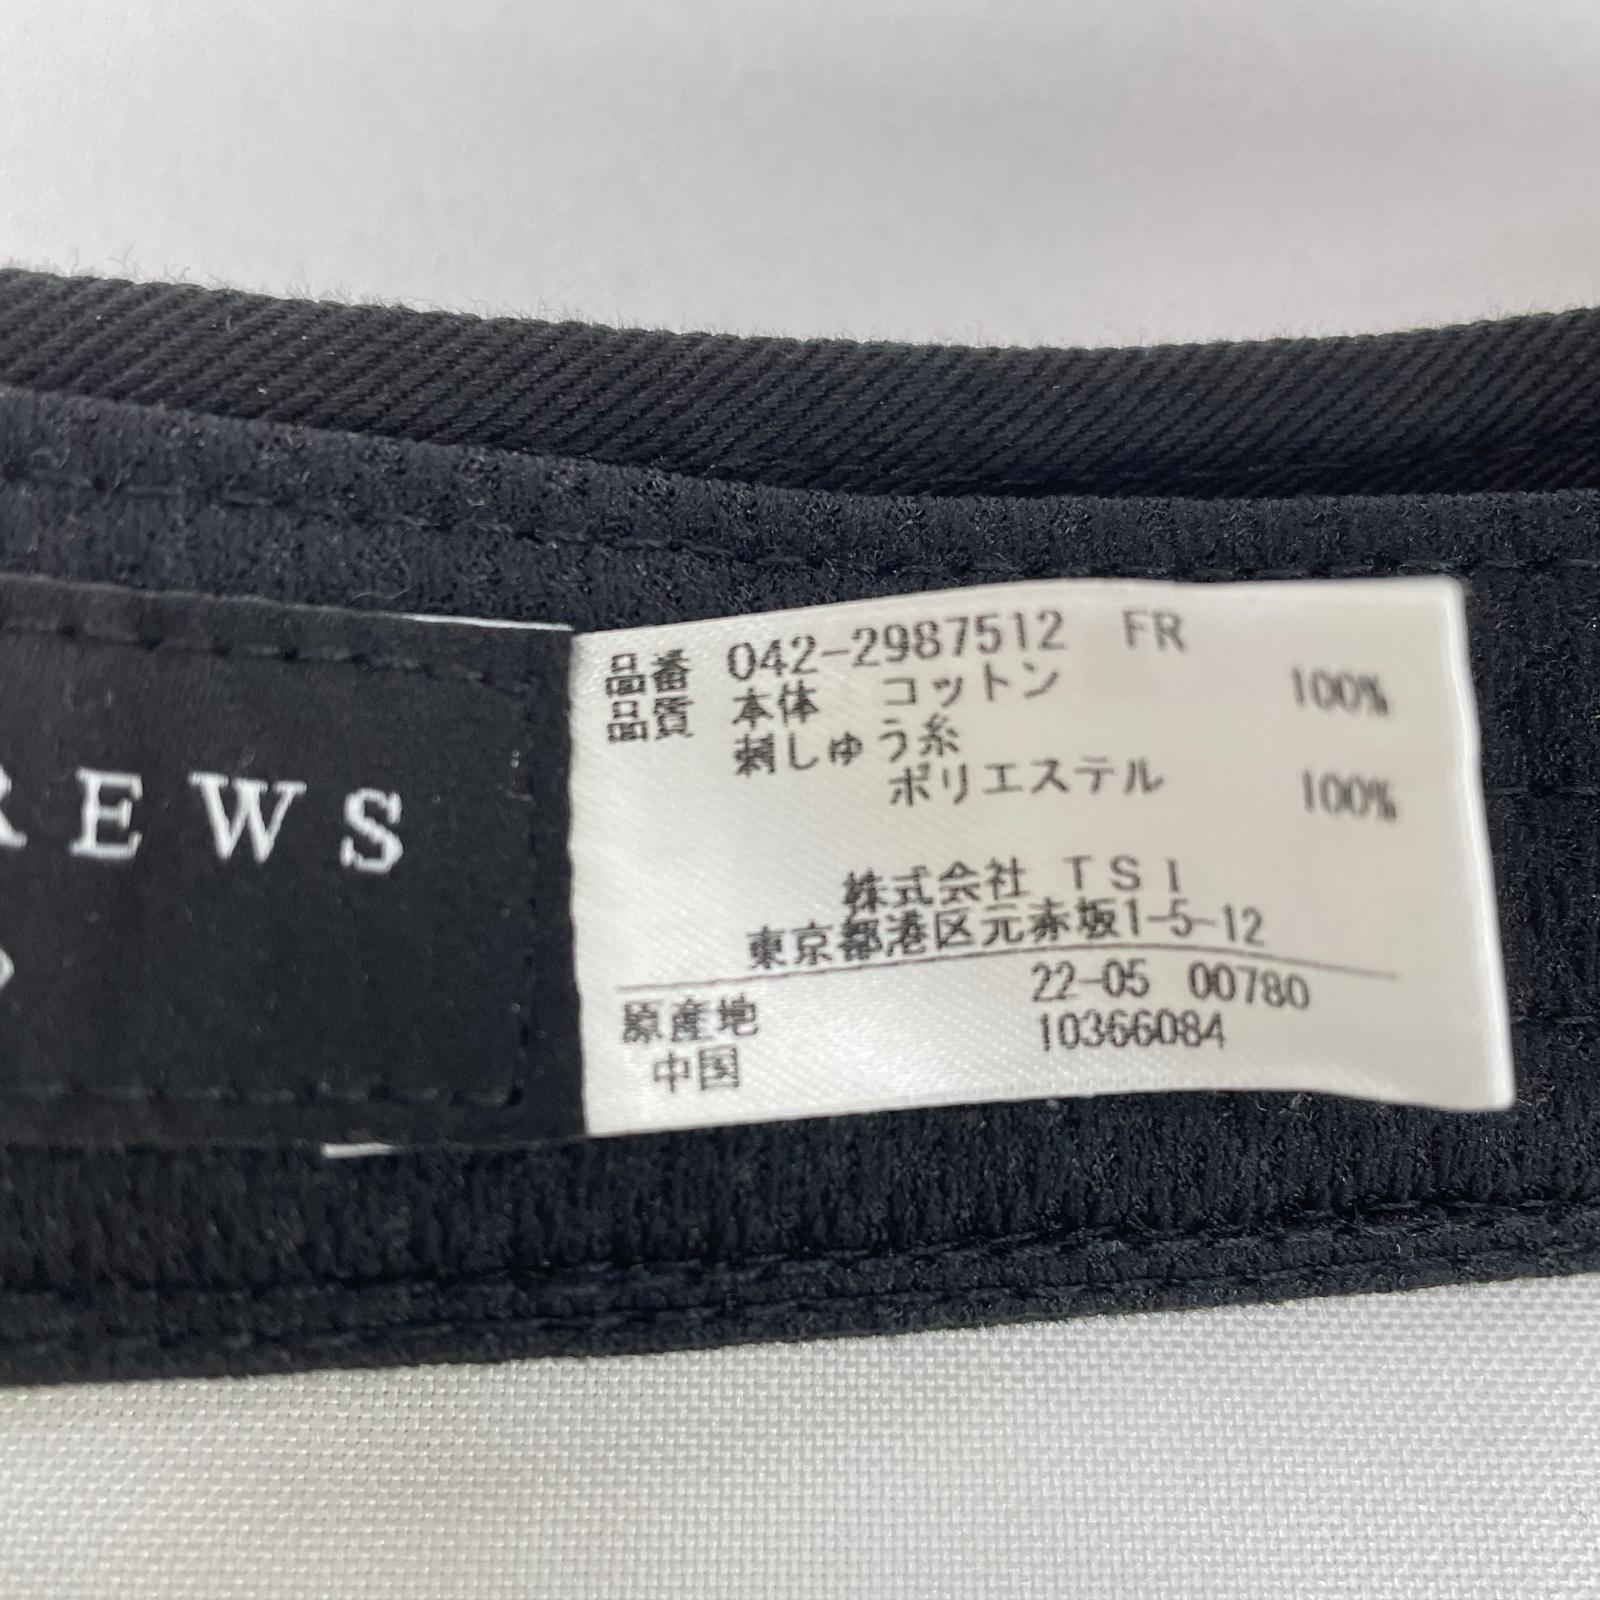 REWS
品番 042-2987512 FR
品質 本体 コットン 100%
刺しゅう糸
ポリエステル 100%
株式会社 TSI
東京都港区元赤坂1-5-12
原産地 22-05 00780
中国 10366084